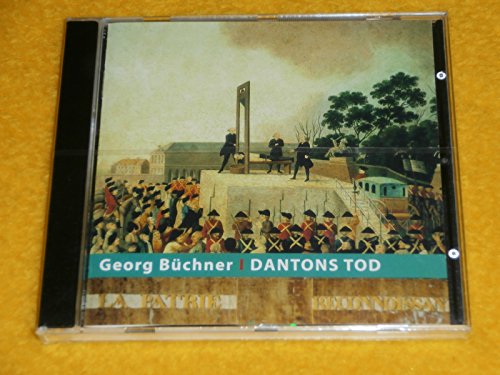 Georg Büchner I DANTONS TOD
LA PATRIE